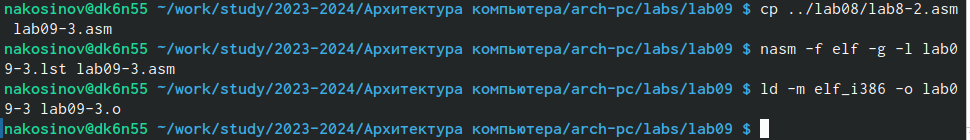 nakosinov@dk6n55 ~/work/study/2023-2024/Архитектура компьютера/arch-pc/labs/lab09 $ cp ../lab08/lab8-2.asm
 lab09-3.asm
nakosinov@dk6n55 ~/work/study/2023-2024/Архитектура компьютера/arch-pc/labs/lab09 $ nasm -f elf -g -l lab
09-3.lst lab09-3.asm
nakosinov@dk6n55 ~/work/study/2023-2024/Архитектура компьютера/arch-pc/labs/lab09 $ ld -m elf_i386 -o lab0
9-3 lab09-3.o
nakosinov@dk6n55 ~/work/study/2023-2024/Архитектура компьютера/arch-pc/labs/lab09 $